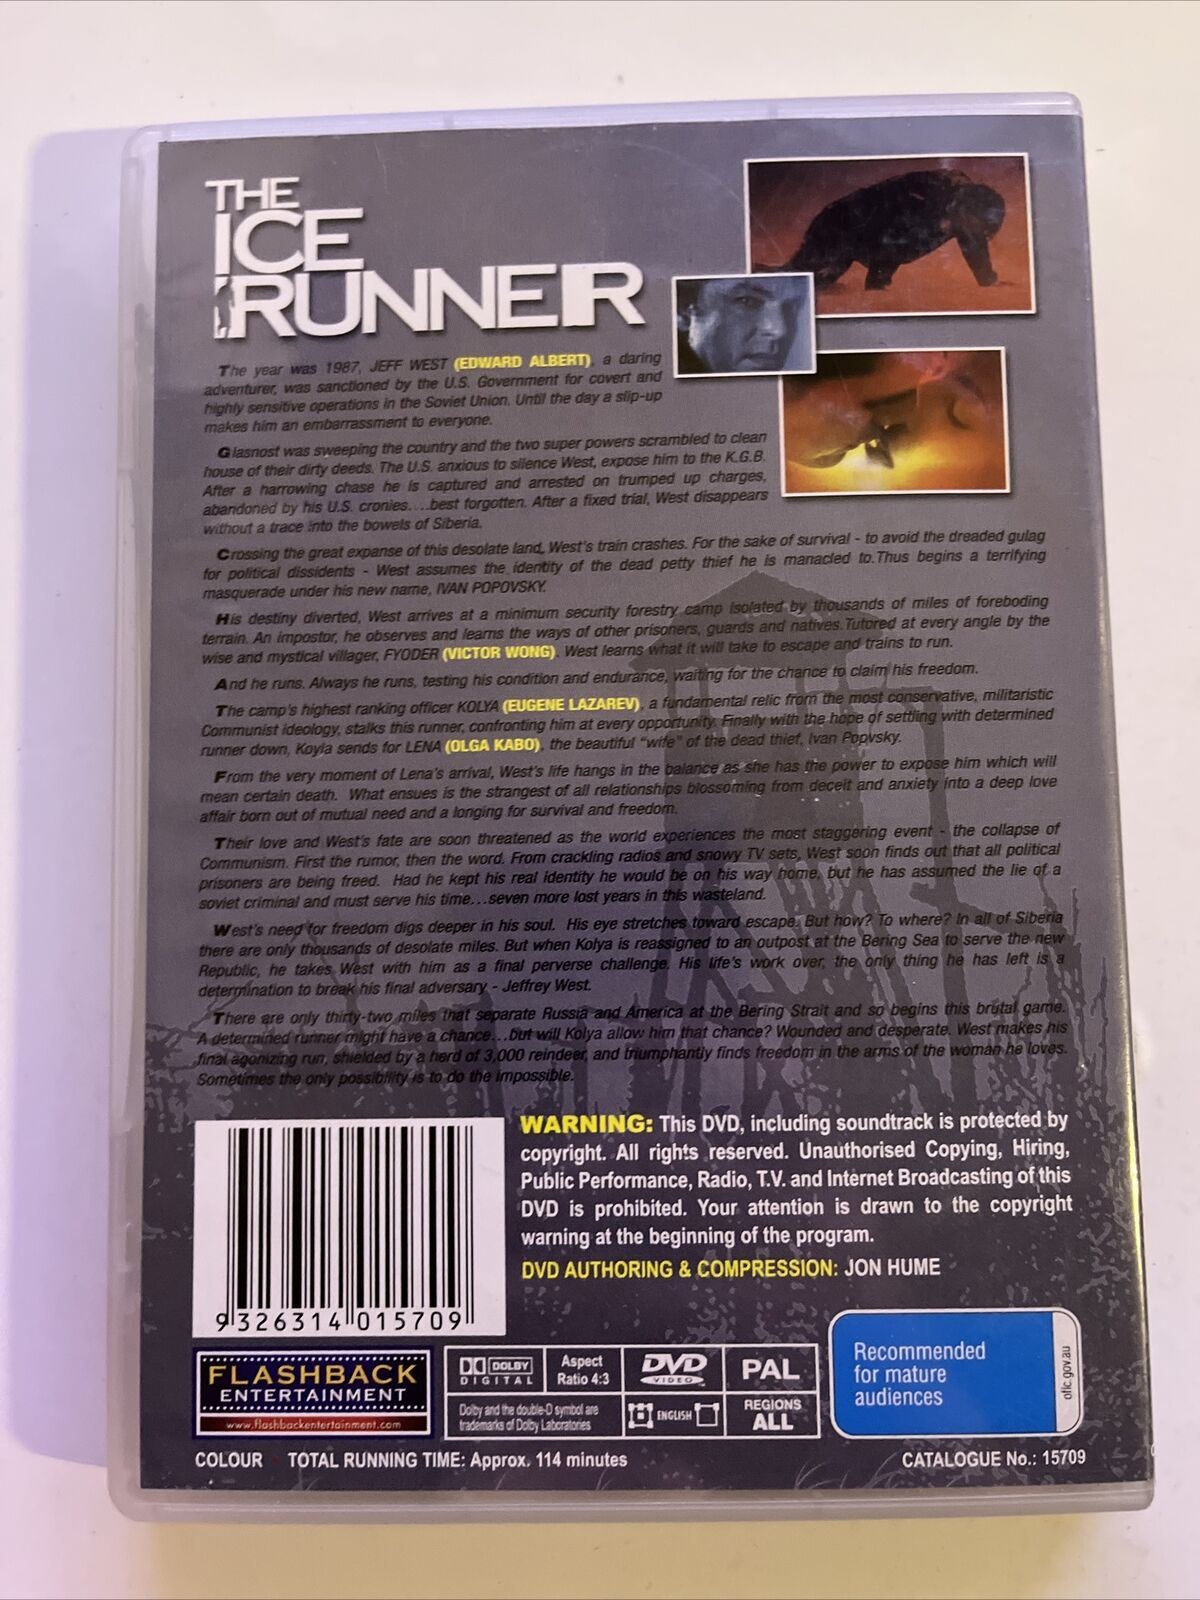 THE
ICE
RUNNER
The year was 1987, JEFF WEST (EDWARD ALBERT), a daring
adventurer, was sanctioned by the U.S. Government for covert and
highly sensitive operations in the Soviet Union. Until the day a slip-up
makes him an embarrassment to everyone.
Glasnost was sweeping the country and the two super powers scrambled to clean
house of their dirty deeds. The U.S. anxious to silence West, expose him to the K.G.B.
After a harrowing chase he is captured and arrested on trumped up charges,
abandoned by his U.S. cronies....best forgotten. After a fixed trial, West disappears
without a trace into the bowels of Siberia.
Crossing the great expanse of this desolate land, West's train crashes. For the sake of survival - to avoid the dreaded gulag
for political dissidents - West assumes the identity of the dead petty thief he is manacled to. Thus begins a terrifying
masquerade under his new name, IVAN POPOVSKY.
His destiny diverted, West arrives at a minimum security forestry camp isolated by thousands of miles of foreboding
terrain. An impostor, he observes and learns the ways of other prisoners, guards and natives. Tutored at every angle by the
wise and mystical villager, FYODER (VICTOR WONG). West learns what it will take to escape and trains to run.
And he runs. Always he runs, testing his condition and endurance, waiting for the chance to claim his freedom.
The camp's highest ranking officer KOLYA (EUGENE LAZAREV), a fundamental relic from the most conservative, militaristic
Communist ideology, stalks this runner, confronting him at every opportunity. Finally with the hope of settling with determined
runner down, Koyla sends for LENA (OLGA KABO), the beautiful "wife" of the dead thief, Ivan Popvsky.
From the very moment of Lena's arrival, West's life hangs in the balance as she has the power to expose him which will
mean certain death. What ensues is the strangest of all relationships blossoming from deceit and anxiety into a deep love
affair born out of mutual need and a longing for survival and freedom.
Their love and West's fate are soon threatened as the world experiences the most staggering event - the collapse of
Communism. First the rumor, then the word. From crackling radios and snowy TV sets, West soon finds out that all political
prisoners are being freed. Had he kept his real identity he would be on his way home, but he has assumed the lie of a
soviet criminal and must serve his time...seven more lost years in this wasteland.
West's need for freedom digs deeper in his soul. His eye stretches toward escape. But how? To where? In all of Siberia
there are only thousands of desolate miles. But when Kolya is reassigned to an outpost at the Bering Sea to serve the new
Republic, he takes West with him as a final perverse challenge. His life's work over, the only thing he has left is a
determination to break his final adversary - Jeffrey West.
There are only thirty-two miles that separate Russia and America at the Bering Strait and so begins this brutal game.
A determined runner might have a chance...but will Kolya allow him that chance? Wounded and desperate, West makes his
final agonizing run, shielded by a herd of 3,000 reindeer, and triumphantly finds freedom in the arms of the woman he loves.
Sometimes the only possibility is to do the impossible.
WARNING: This DVD, including soundtrack is protected by
copyright. All rights reserved. Unauthorised Copying, Hiring,
Public Performance, Radio, T.V. and Internet Broadcasting of this
DVD is prohibited. Your attention is drawn to the copyright
warning at the beginning of the program.
DVD AUTHORING & COMPRESSION: JON HUME
9 326314 015709
FLASHBACK
ENTERTAINMENT
www.flashbackentertainment.com
DOLBY
DIGITAL
Aspect
Ratio 4:3
Dolby and the double-D symbol are
trademarks of Dolby Laboratories
DVD
VIDEO
ENGLISH
PAL
REGIONS
ALL
Recommended
for mature
audiences
oflc.gov.au
COLOUR TOTAL RUNNING TIME: Approx. 114 minutes
CATALOGUE No.: 15709